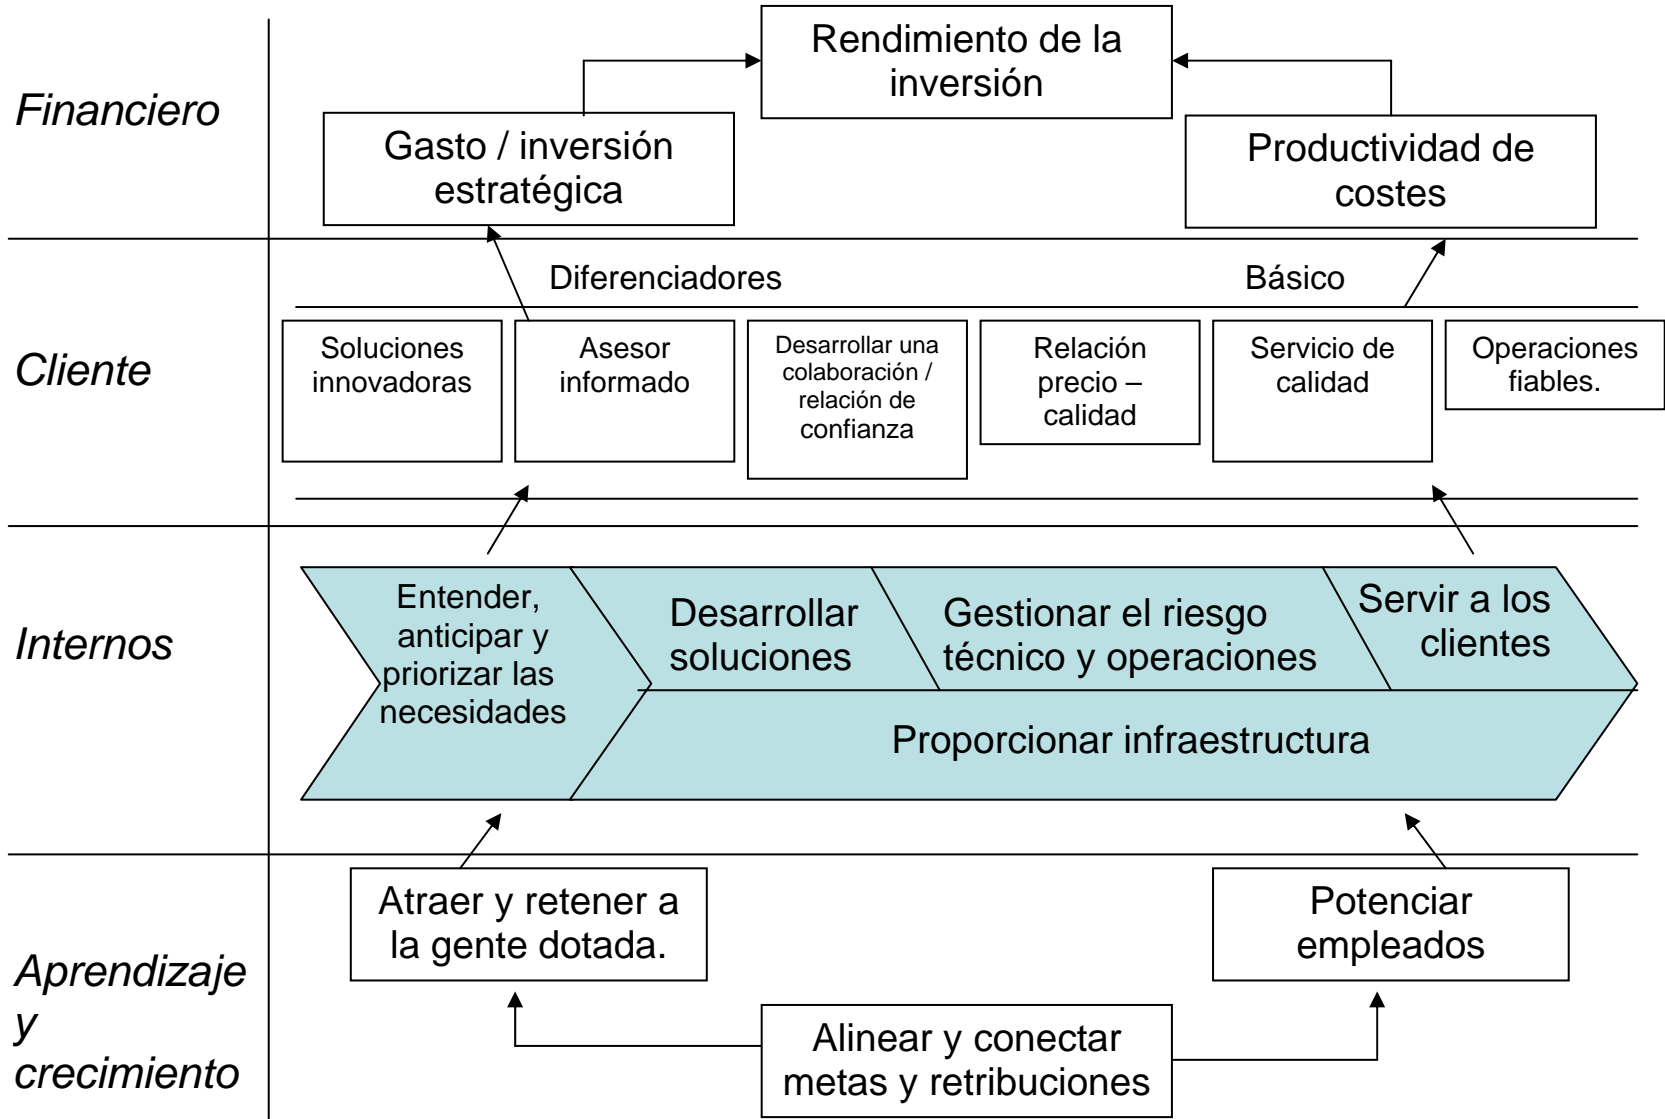 Financiero
Rendimiento de la
inversión
Gasto / inversión
estratégica
Productividad de
costes
Cliente
Diferenciadores
Básico
Soluciones
innovadoras
Asesor
informado
Desarrollar una
colaboración /
relación de
confianza
Relación
precio –
calidad
Servicio de
calidad
Operaciones
fiables.
Internos
Entender,
anticipar y
priorizar las
necesidades
Desarrollar
soluciones
Gestionar el riesgo
técnico y operaciones
Servir a los
clientes
Proporcionar infraestructura
Aprendizaje
y
crecimiento
Atraer y retener a
la gente dotada.
Potenciar
empleados
Alinear y conectar
metas y retribuciones